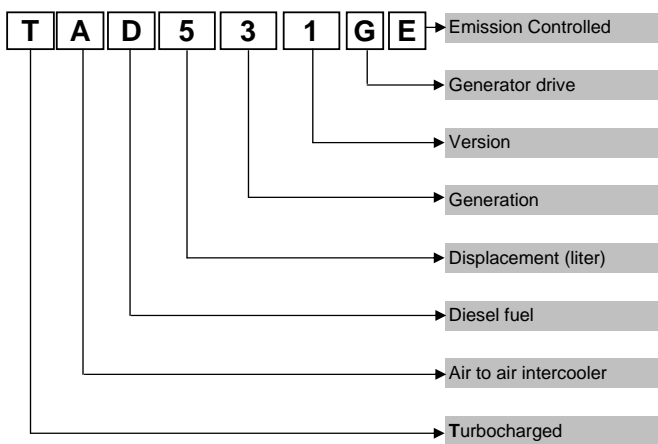 T A D 5 3 1 G E
Emission Controlled
Generator drive
Version
Generation
Displacement (liter)
Diesel fuel
Air to air intercooler
Turbocharged